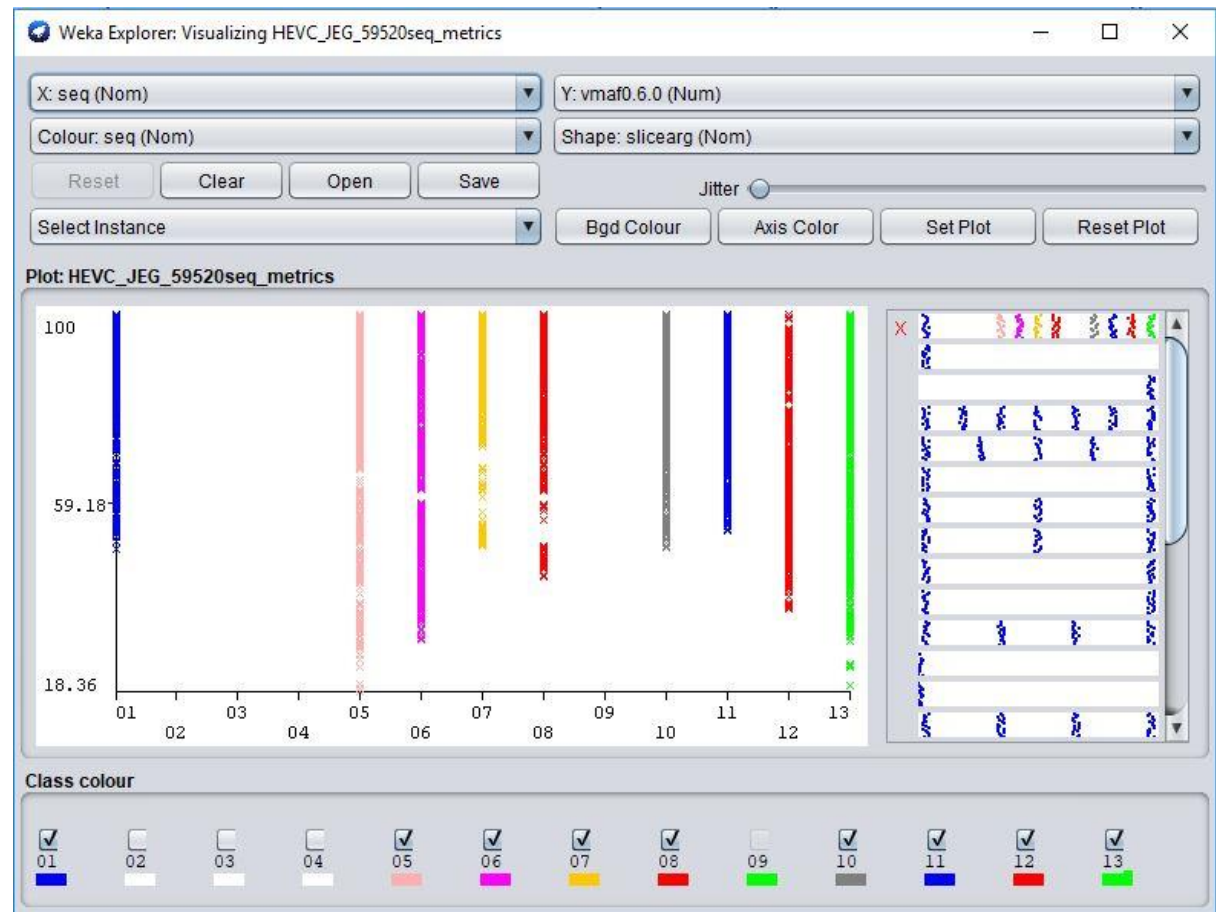 Weka Explorer: Visualizing HEVC_JEG_59520seq_metrics
X: seq (Nom)
Y: vmaf0.6.0 (Num)
Colour: seq (Nom)
Shape: slicearg (Nom)
Reset Clear Open Save
Jitter
Select Instance
Bgd Colour Axis Color Set Plot Reset Plot
Plot: HEVC_JEG_59520seq_metrics
100
59.18
18.36
01 03 05 07 09 11 13
02 04 06 08 10 12
X
Class colour
01 02 03 04 05 06 07 08 09 10 11 12 13